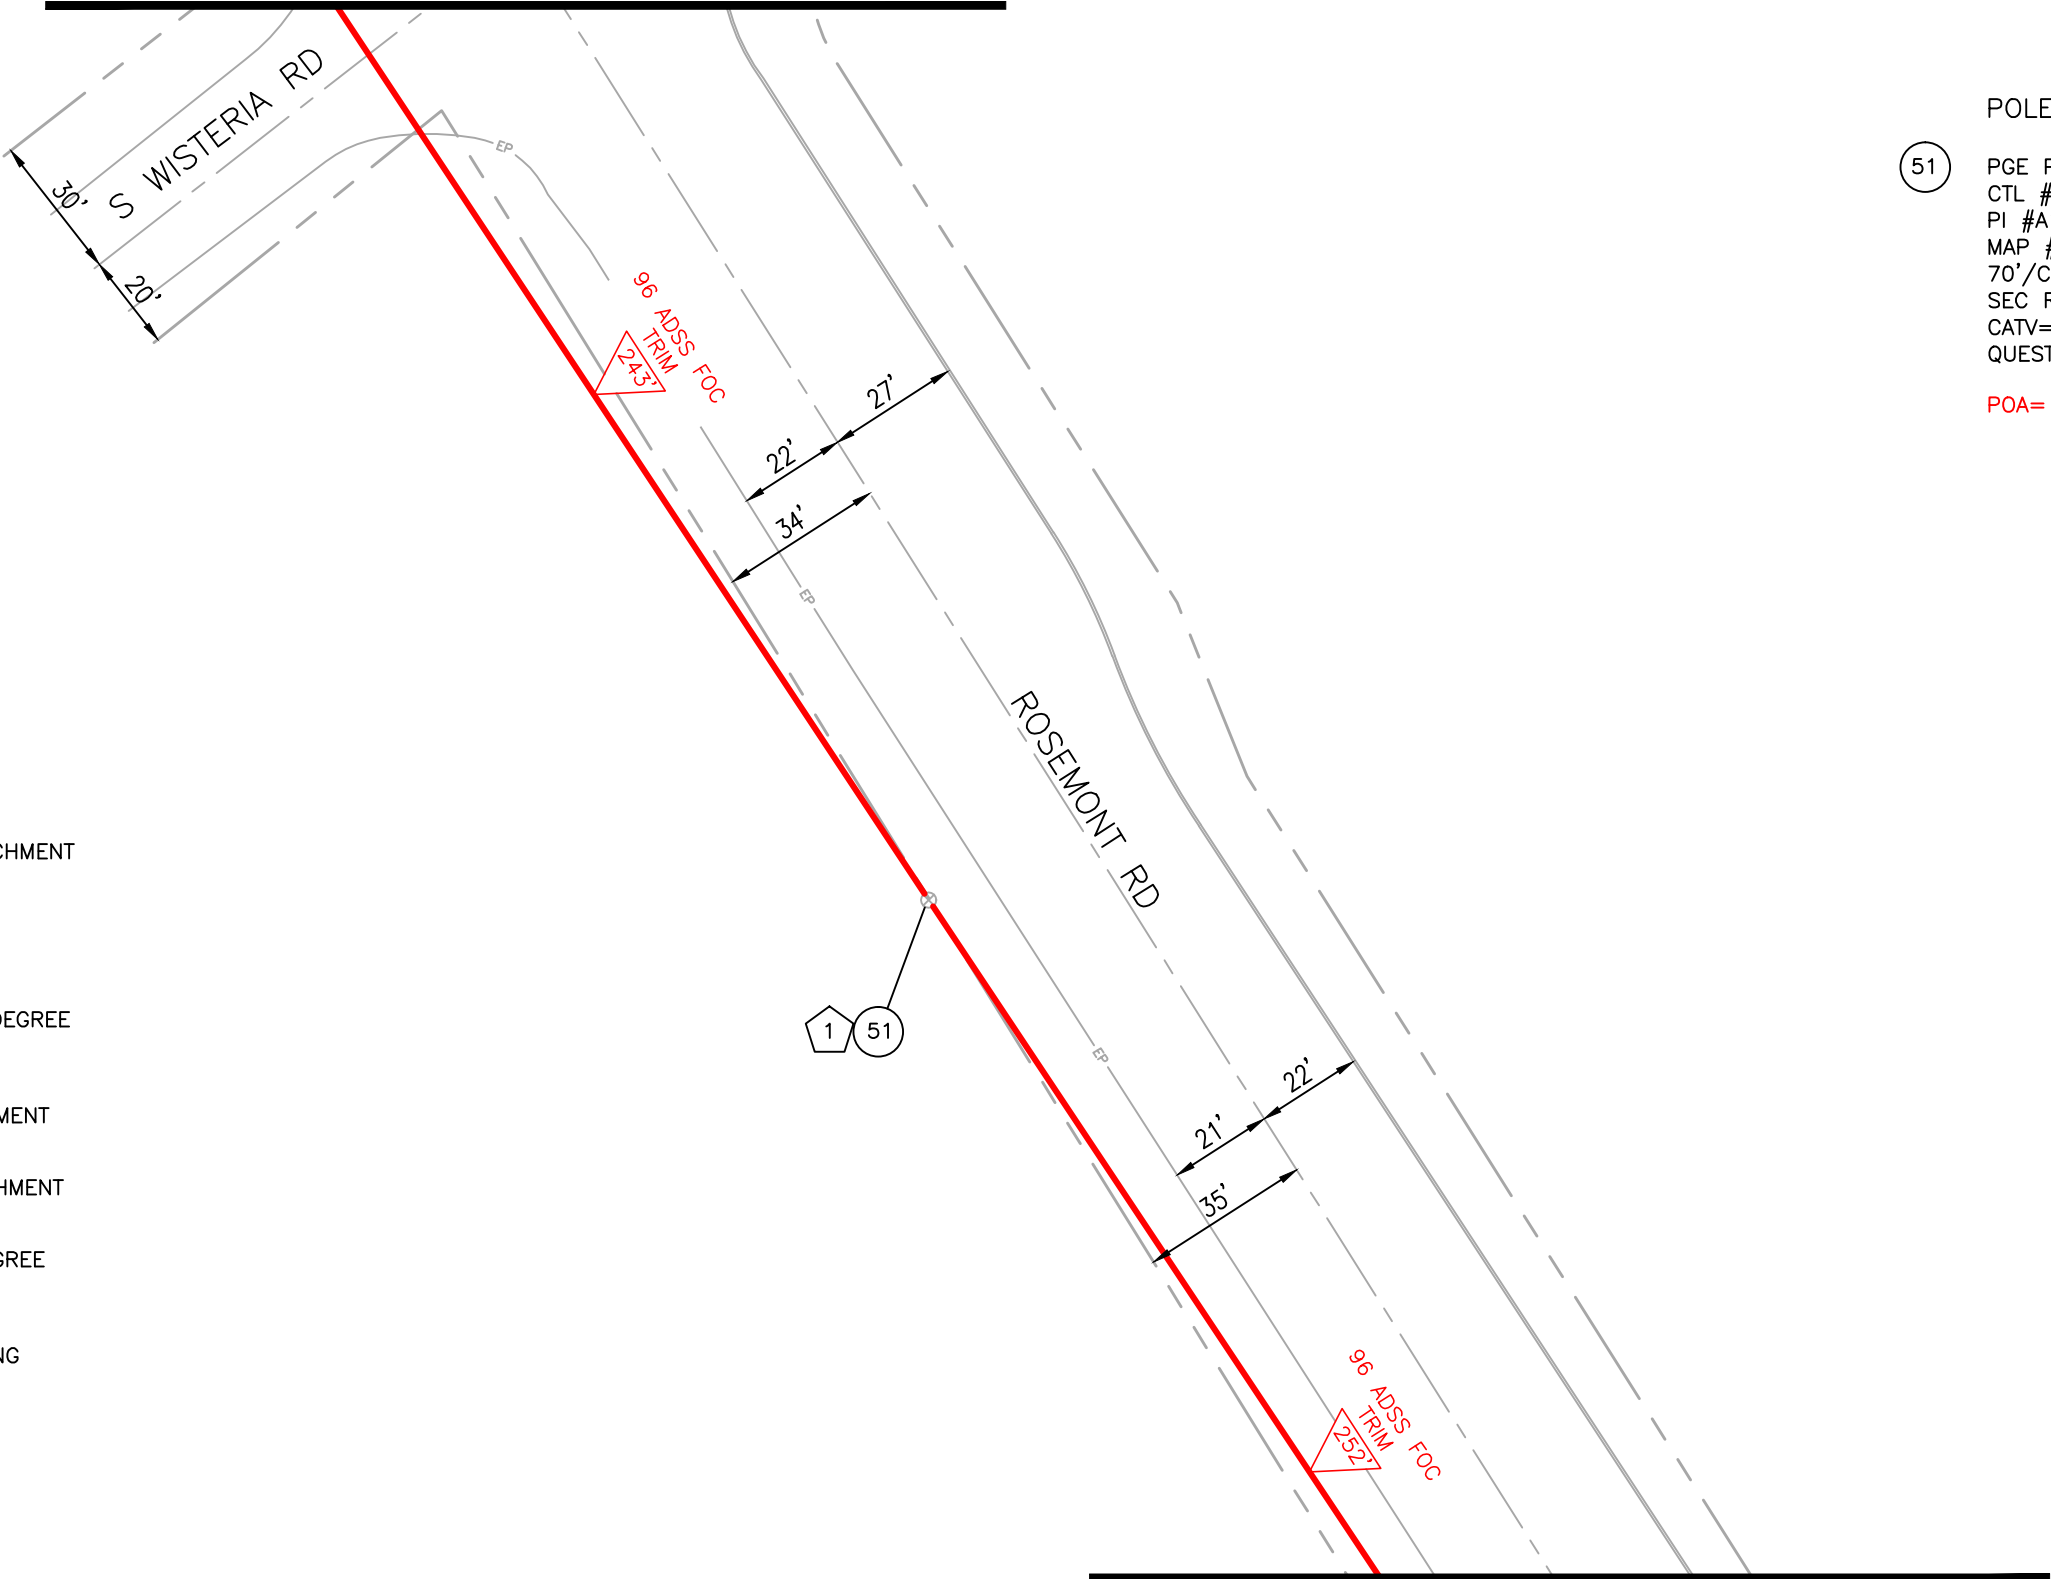 S WISTERIA RD
30'
20'
EP
96 ADSS FOC
TRIM
243'
27'
22'
34'
EP
ROSEMONT RD
1
51
EP
22'
21'
35'
96 ADSS FOC
TRIM
252'
CHMENT
DEGREE
MENT
HMENT
GREE
NG
POLE
51
PGE
CTL #
PI #A
MAP #
70'/C
SEC
CATV=
QUEST
POA=